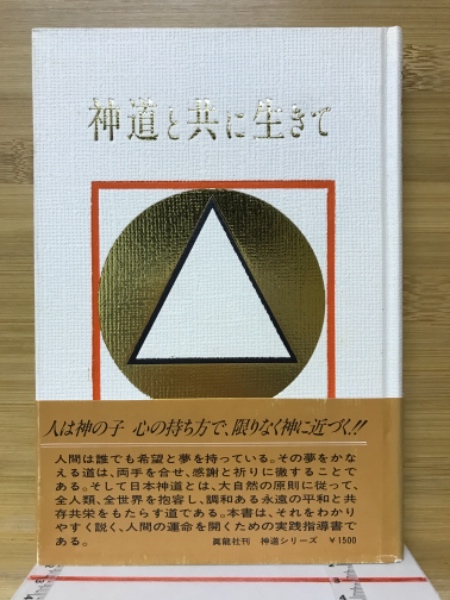 神道と共に生きて
人は神の子 心の持ち方で、限りなく神に近づく!!
人間は誰でも希望と夢を持っている。その夢をかな
える道は、両手を合せ、感謝と祈りに徹することで
ある。そして日本神道とは、大自然の原則に従って、
全人類、全世界を抱容し、調和ある永遠の平和と共
存共栄をもたらす道である。本書は、それをわかり
やすく説く、人間の運命を開くための実践指導書で
ある。
眞龍社刊 神道シリーズ ￥1500